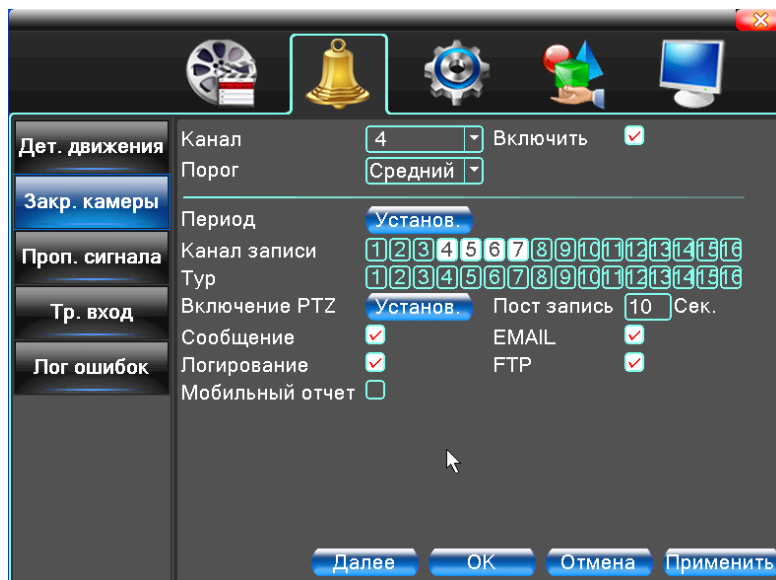 Дет. движения
Закр. камеры
Проп. сигнала
Тр. вход
Лог ошибок
Канал 4 Включить
Порог Средний
Период Установ.
Канал записи 1 2 3 4 5 6 7 8 9 10 11 12 13 14 15 16
Тур 1 2 3 4 5 6 7 8 9 10 11 12 13 14 15 16
Включение PTZ Установ. Пост запись 10 Сек.
Сообщение EMAIL
Логирование FTP
Мобильный отчет
Далее OK Отмена Применить